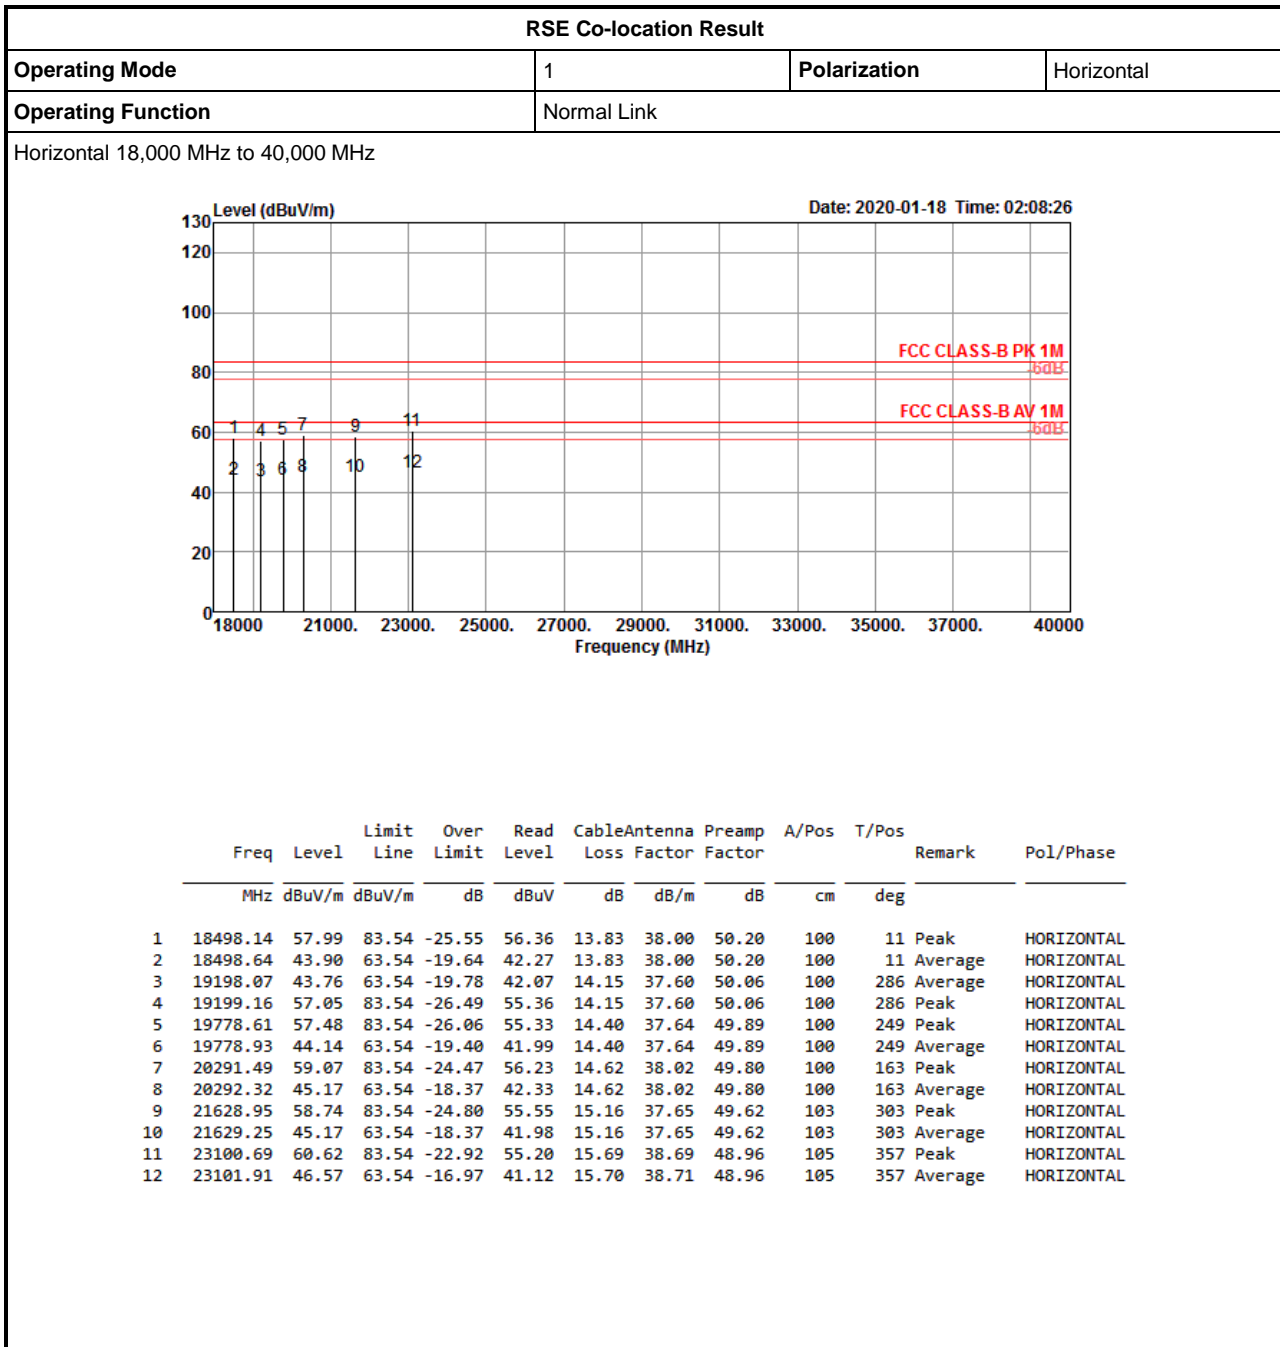 RSE Co-location Result
Operating Mode 1 Polarization Horizontal
Operating Function Normal Link
Horizontal 18,000 MHz to 40,000 MHz
Level (dBuV/m) Date: 2020-01-18 Time: 02:08:26
130
120
100
FCC CLASS-B PK 1M
80
-6dB
FCC CLASS-B AV 1M
60
-6dB
1 4 5 7 9 11
2 3 6 8 10 12
40
20
0
18000 21000. 23000. 25000. 27000. 29000. 31000. 33000. 35000. 37000. 40000
Frequency (MHz)
Limit Over Read CableAntenna Preamp A/Pos T/Pos
Freq Level Line Limit Level Loss Factor Factor Remark Pol/Phase
MHz dBuV/m dBuV/m dB dBuV dB dB/m dB cm deg
1 18498.14 57.99 83.54 -25.55 56.36 13.83 38.00 50.20 100 11 Peak HORIZONTAL
2 18498.64 43.90 63.54 -19.64 42.27 13.83 38.00 50.20 100 11 Average HORIZONTAL
3 19198.07 43.76 63.54 -19.78 42.07 14.15 37.60 50.06 100 286 Average HORIZONTAL
4 19199.16 57.05 83.54 -26.49 55.36 14.15 37.60 50.06 100 286 Peak HORIZONTAL
5 19778.61 57.48 83.54 -26.06 55.33 14.40 37.64 49.89 100 249 Peak HORIZONTAL
6 19778.93 44.14 63.54 -19.40 41.99 14.40 37.64 49.89 100 249 Average HORIZONTAL
7 20291.49 59.07 83.54 -24.47 56.23 14.62 38.02 49.80 100 163 Peak HORIZONTAL
8 20292.32 45.17 63.54 -18.37 42.33 14.62 38.02 49.80 100 163 Average HORIZONTAL
9 21628.95 58.74 83.54 -24.80 55.55 15.16 37.65 49.62 103 303 Peak HORIZONTAL
10 21629.25 45.17 63.54 -18.37 41.98 15.16 37.65 49.62 103 303 Average HORIZONTAL
11 23100.69 60.62 83.54 -22.92 55.20 15.69 38.69 48.96 105 357 Peak HORIZONTAL
12 23101.91 46.57 63.54 -16.97 41.12 15.70 38.71 48.96 105 357 Average HORIZONTAL